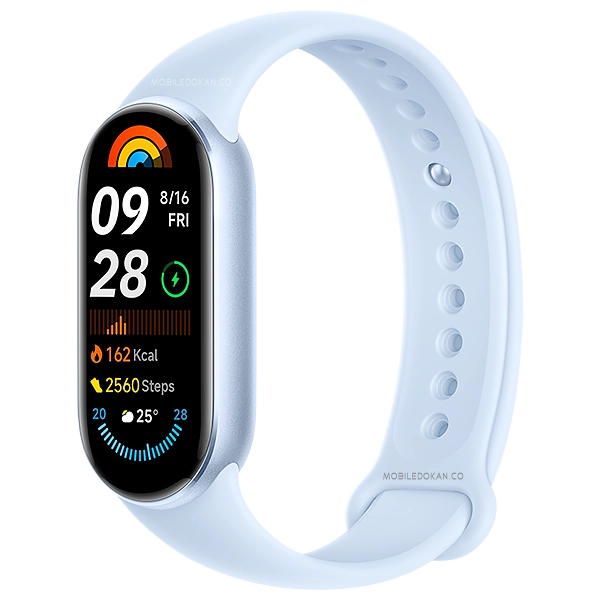 MOBILEDOKAN.CO
09
8/16
FRI
28
162 Kcal
2560 Steps
20 25° 28
MOBILEDOKAN.CO